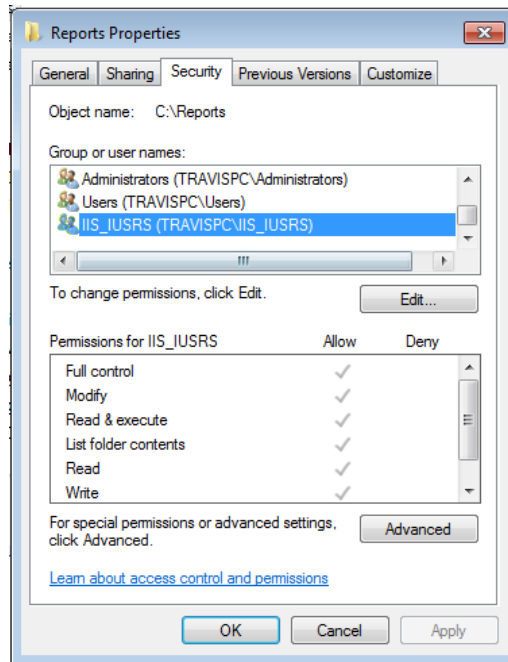 Reports Properties
General Sharing Security Previous Versions Customize
Object name: C:\Reports
Group or user names:
Administrators (TRAVISPC\Administrators)
Users (TRAVISPC\Users)
IIS_IUSRS (TRAVISPC\IIS_IUSRS)
To change permissions, click Edit.
Edit...
Permissions for IIS_IUSRS Allow Deny
Full control
Modify
Read & execute
List folder contents
Read
Write
For special permissions or advanced settings,
click Advanced.
Advanced
Learn about access control and permissions
OK Cancel Apply